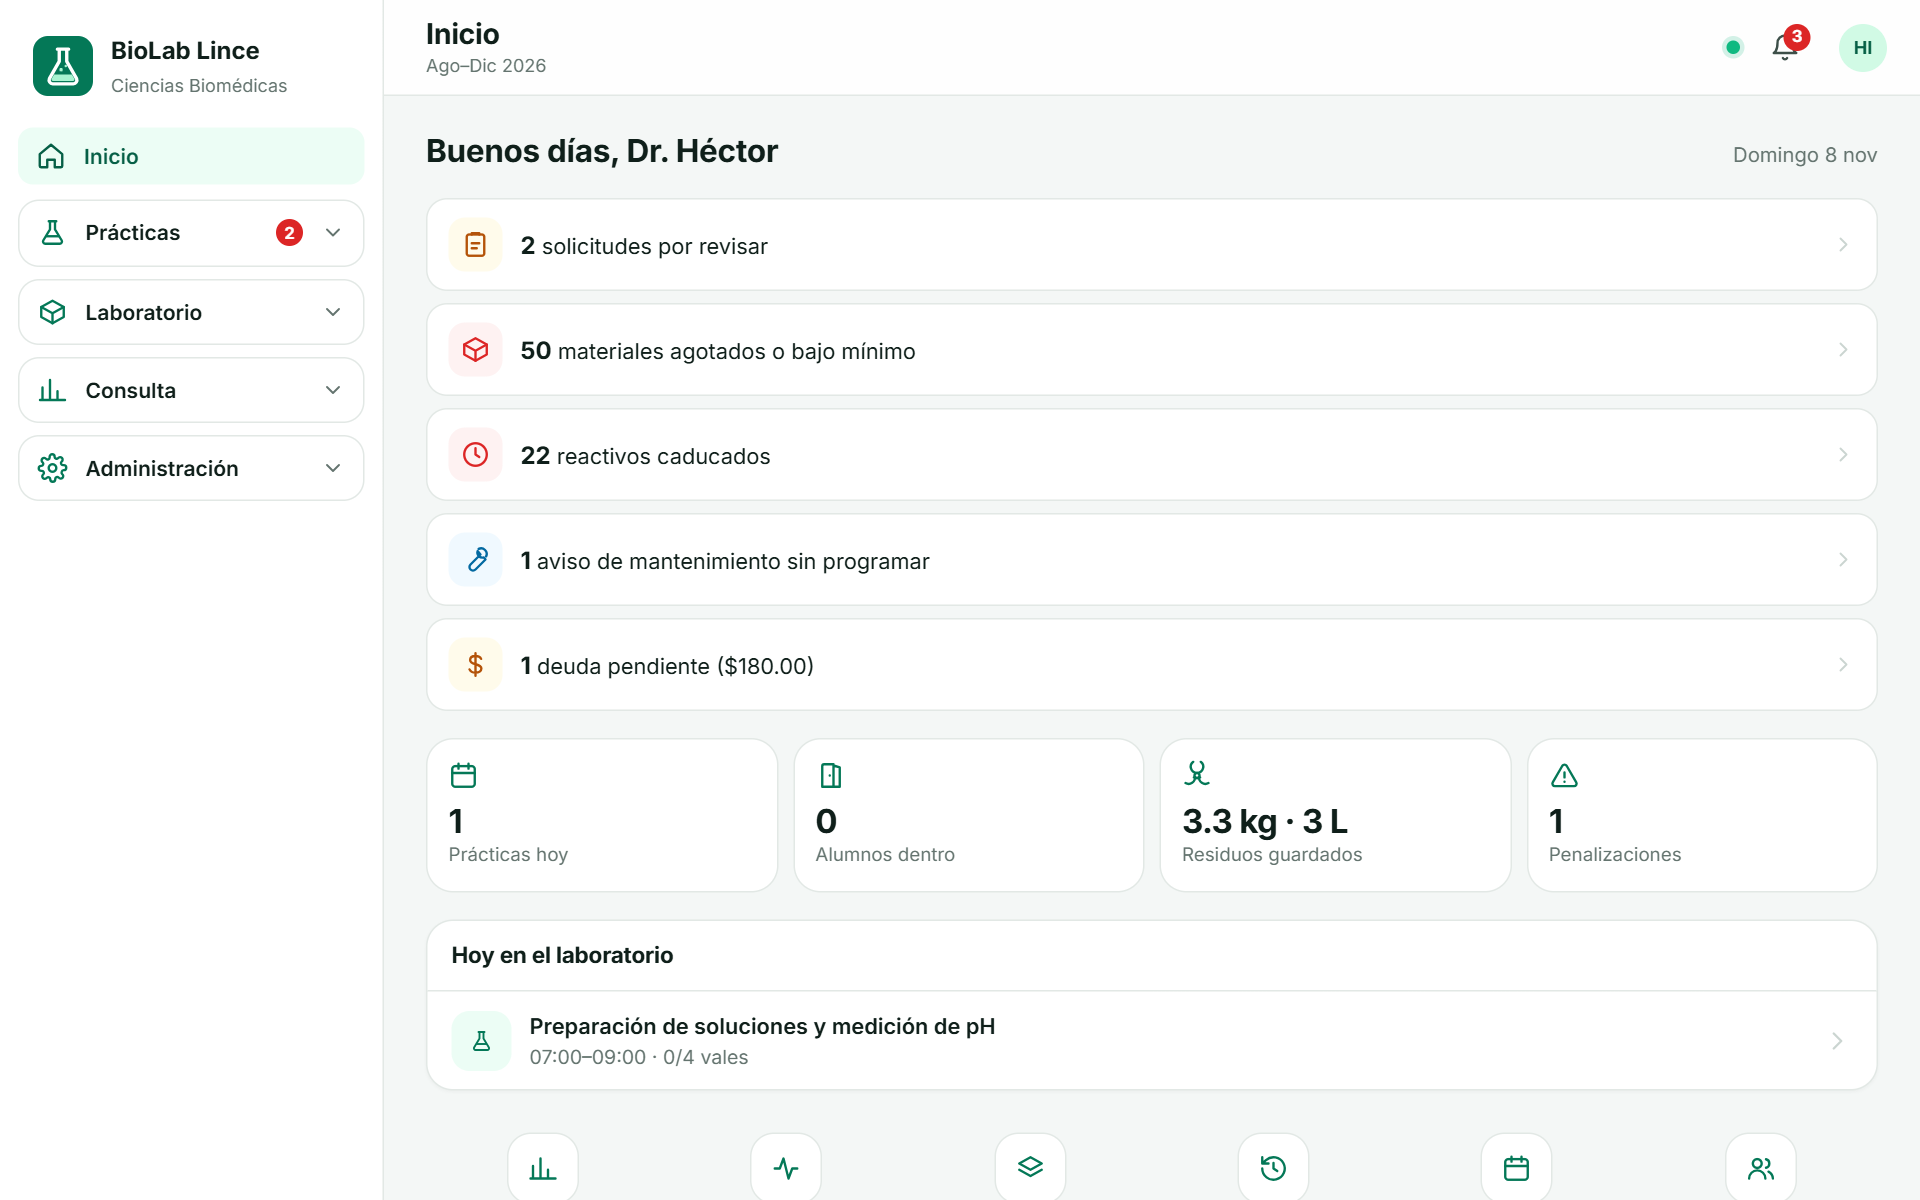 BioLab Lince
Ciencias Biomédicas
Inicio
Prácticas
2
Laboratorio
Consulta
Administración
Inicio
Ago–Dic 2026
3
HI
Buenos días, Dr. Héctor
Domingo 8 nov
2 solicitudes por revisar
50 materiales agotados o bajo mínimo
22 reactivos caducados
1 aviso de mantenimiento sin programar
$
1 deuda pendiente ($180.00)
1
Prácticas hoy
0
Alumnos dentro
3.3 kg · 3 L
Residuos guardados
1
Penalizaciones
Hoy en el laboratorio
Preparación de soluciones y medición de pH
07:00–09:00 · 0/4 vales